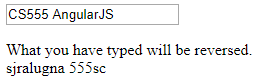 CS555 AngularJS
What you have typed will be reversed.
sjralugna 555sc